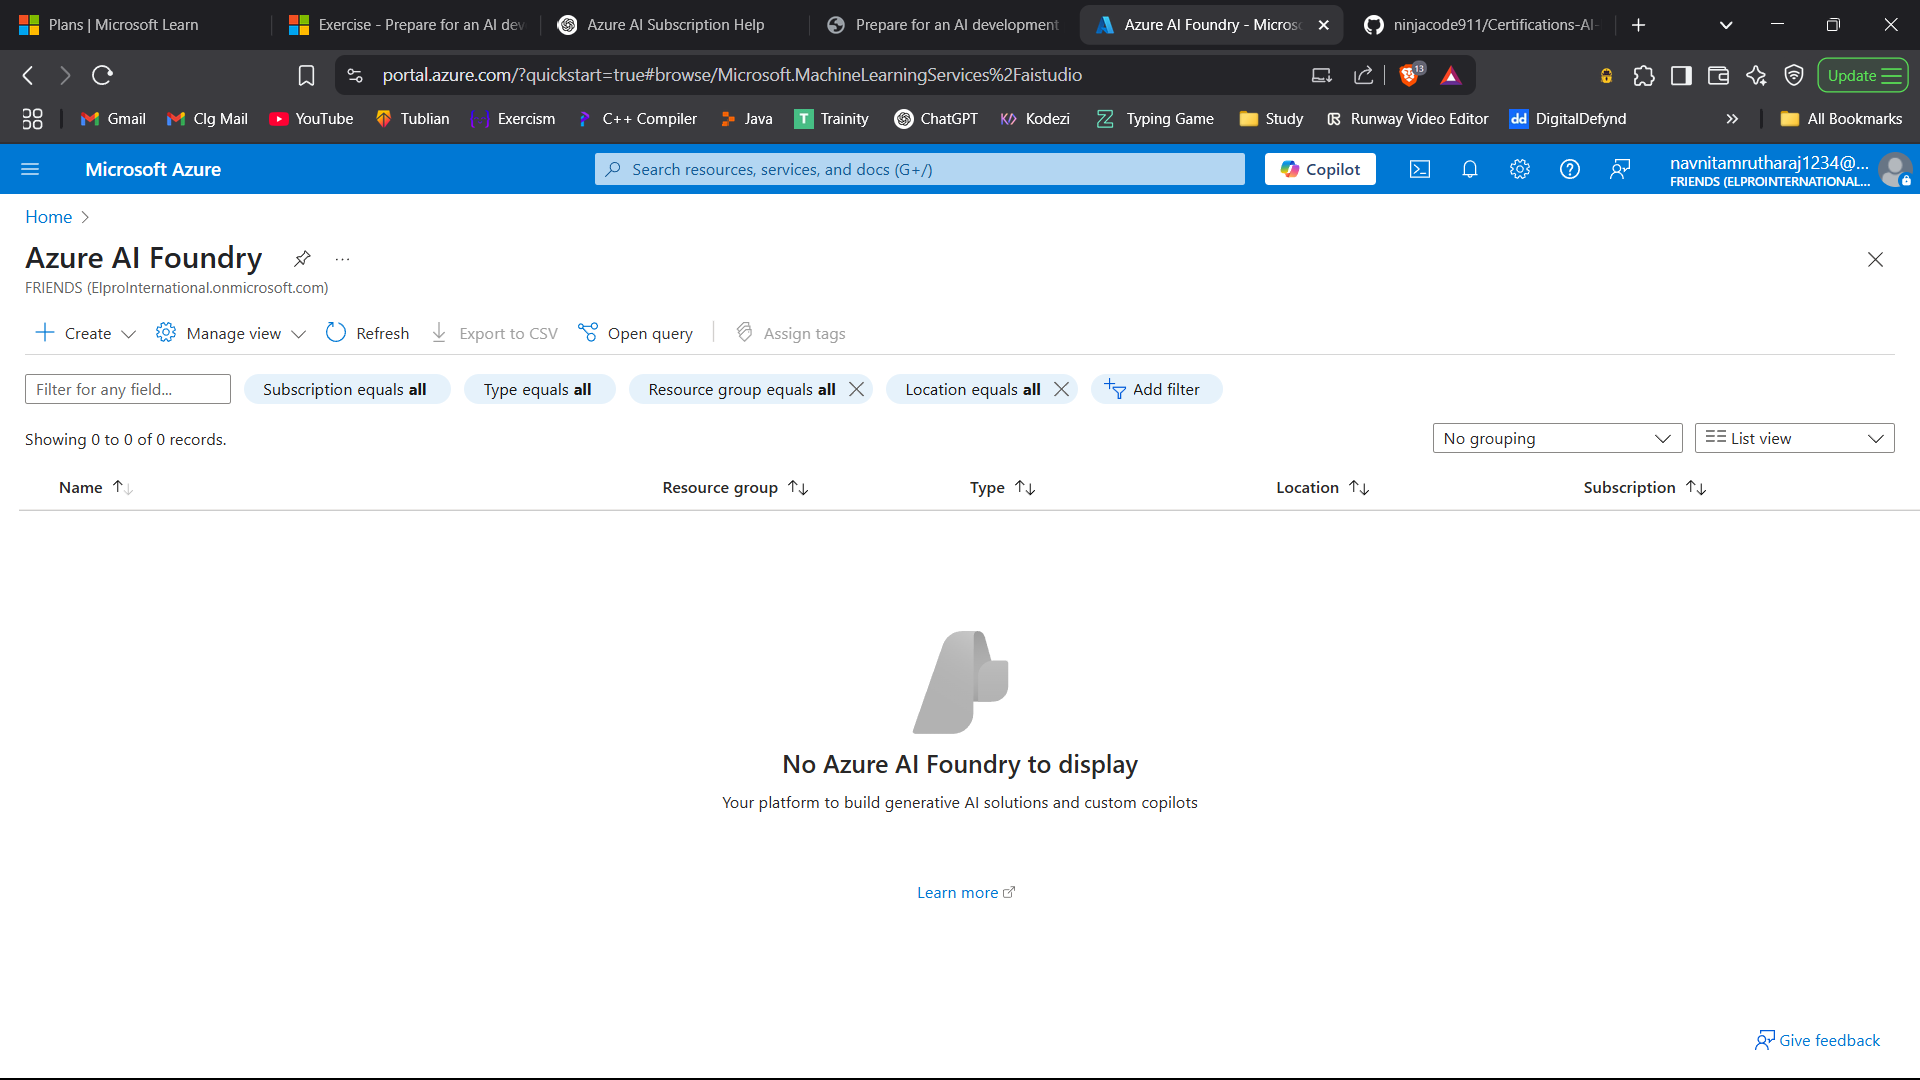 Plans | Microsoft Learn
Exercise - Prepare for an AI dev
Azure AI Subscription Help
Prepare for an AI development
Azure AI Foundry - Micros
ninjacode911/Certifications-AI-
portal.azure.com/?quickstart=true#browse/Microsoft.MachineLearningServices%2Faistudio
13
Update
Gmail
Clg Mail
YouTube
Tublian
Exercism
C++ Compiler
Java
Trainity
ChatGPT
Kodezi
Typing Game
Study
Runway Video Editor
DigitalDefynd
All Bookmarks
Microsoft Azure
Search resources, services, and docs (G+/)
Copilot
navnitamrutharaj1234@...
FRIENDS (ELPROINTERNATIONAL...
Home
Azure AI Foundry
FRIENDS (ElproInternational.onmicrosoft.com)
Create
Manage view
Refresh
Export to CSV
Open query
Assign tags
Filter for any field...
Subscription equals all
Type equals all
Resource group equals all
Location equals all
Add filter
Showing 0 to 0 of 0 records.
No grouping
List view
Name
Resource group
Type
Location
Subscription
No Azure AI Foundry to display
Your platform to build generative AI solutions and custom copilots
Learn more
Give feedback